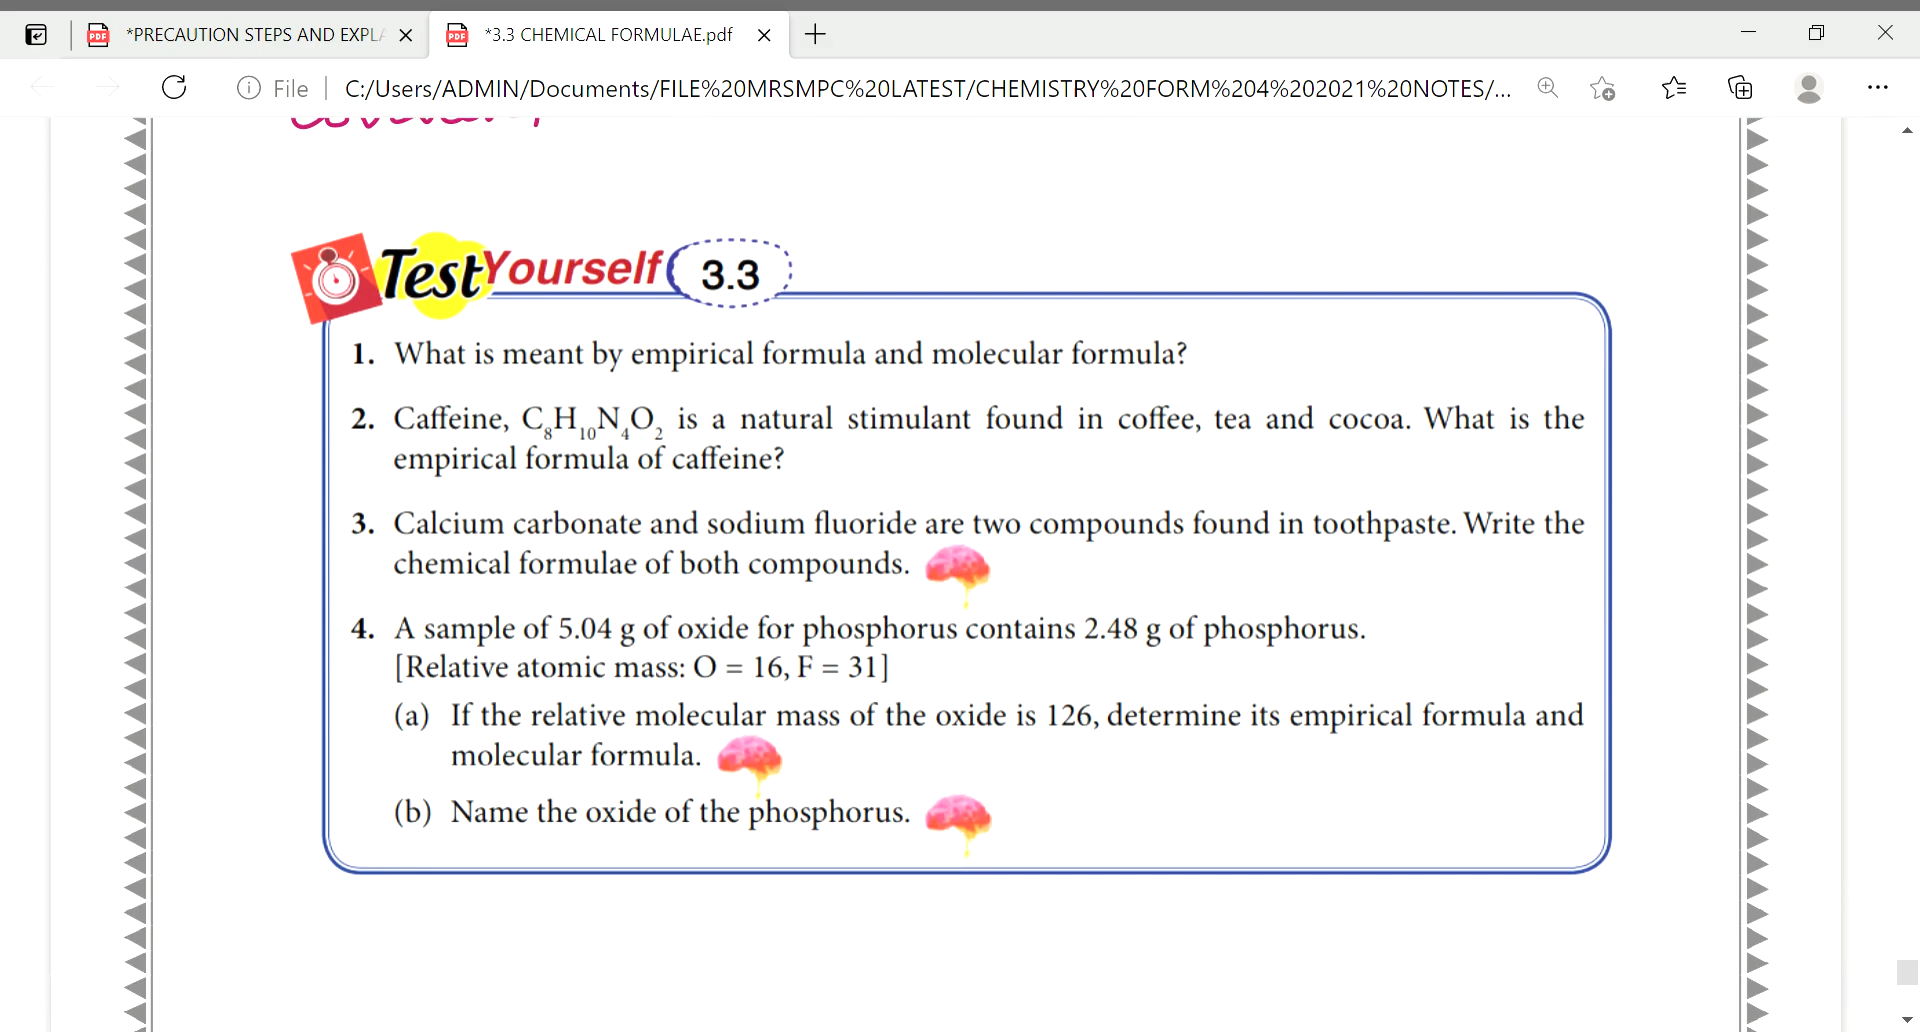 *PRECAUTION STEPS AND EXPLA
*3.3 CHEMICAL FORMULAE.pdf
File | C:/Users/ADMIN/Documents/FILE%20MRSMPC%20LATEST/CHEMISTRY%20FORM%204%202021%20NOTES/...
Test Yourself 3.3
1. What is meant by empirical formula and molecular formula?
2. Caffeine, C₈H₁₀N₄O₂ is a natural stimulant found in coffee, tea and cocoa. What is the
empirical formula of caffeine?
3. Calcium carbonate and sodium fluoride are two compounds found in toothpaste. Write the
chemical formulae of both compounds.
4. A sample of 5.04 g of oxide for phosphorus contains 2.48 g of phosphorus.
[Relative atomic mass: O = 16, F = 31]
(a) If the relative molecular mass of the oxide is 126, determine its empirical formula and
molecular formula.
(b) Name the oxide of the phosphorus.